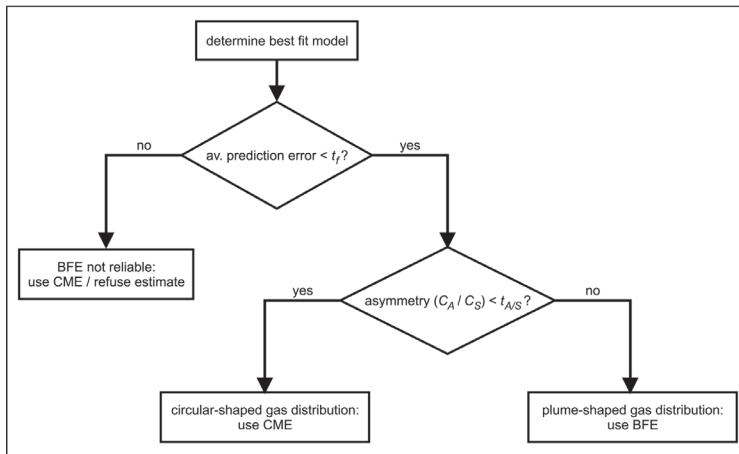 determine best fit model
av. prediction error < t_f?
no
yes
BFE not reliable:
use CME / refuse estimate
yes
asymmetry (C_A / C_S) < t_A/S?
no
circular-shaped gas distribution:
use CME
plume-shaped gas distribution:
use BFE